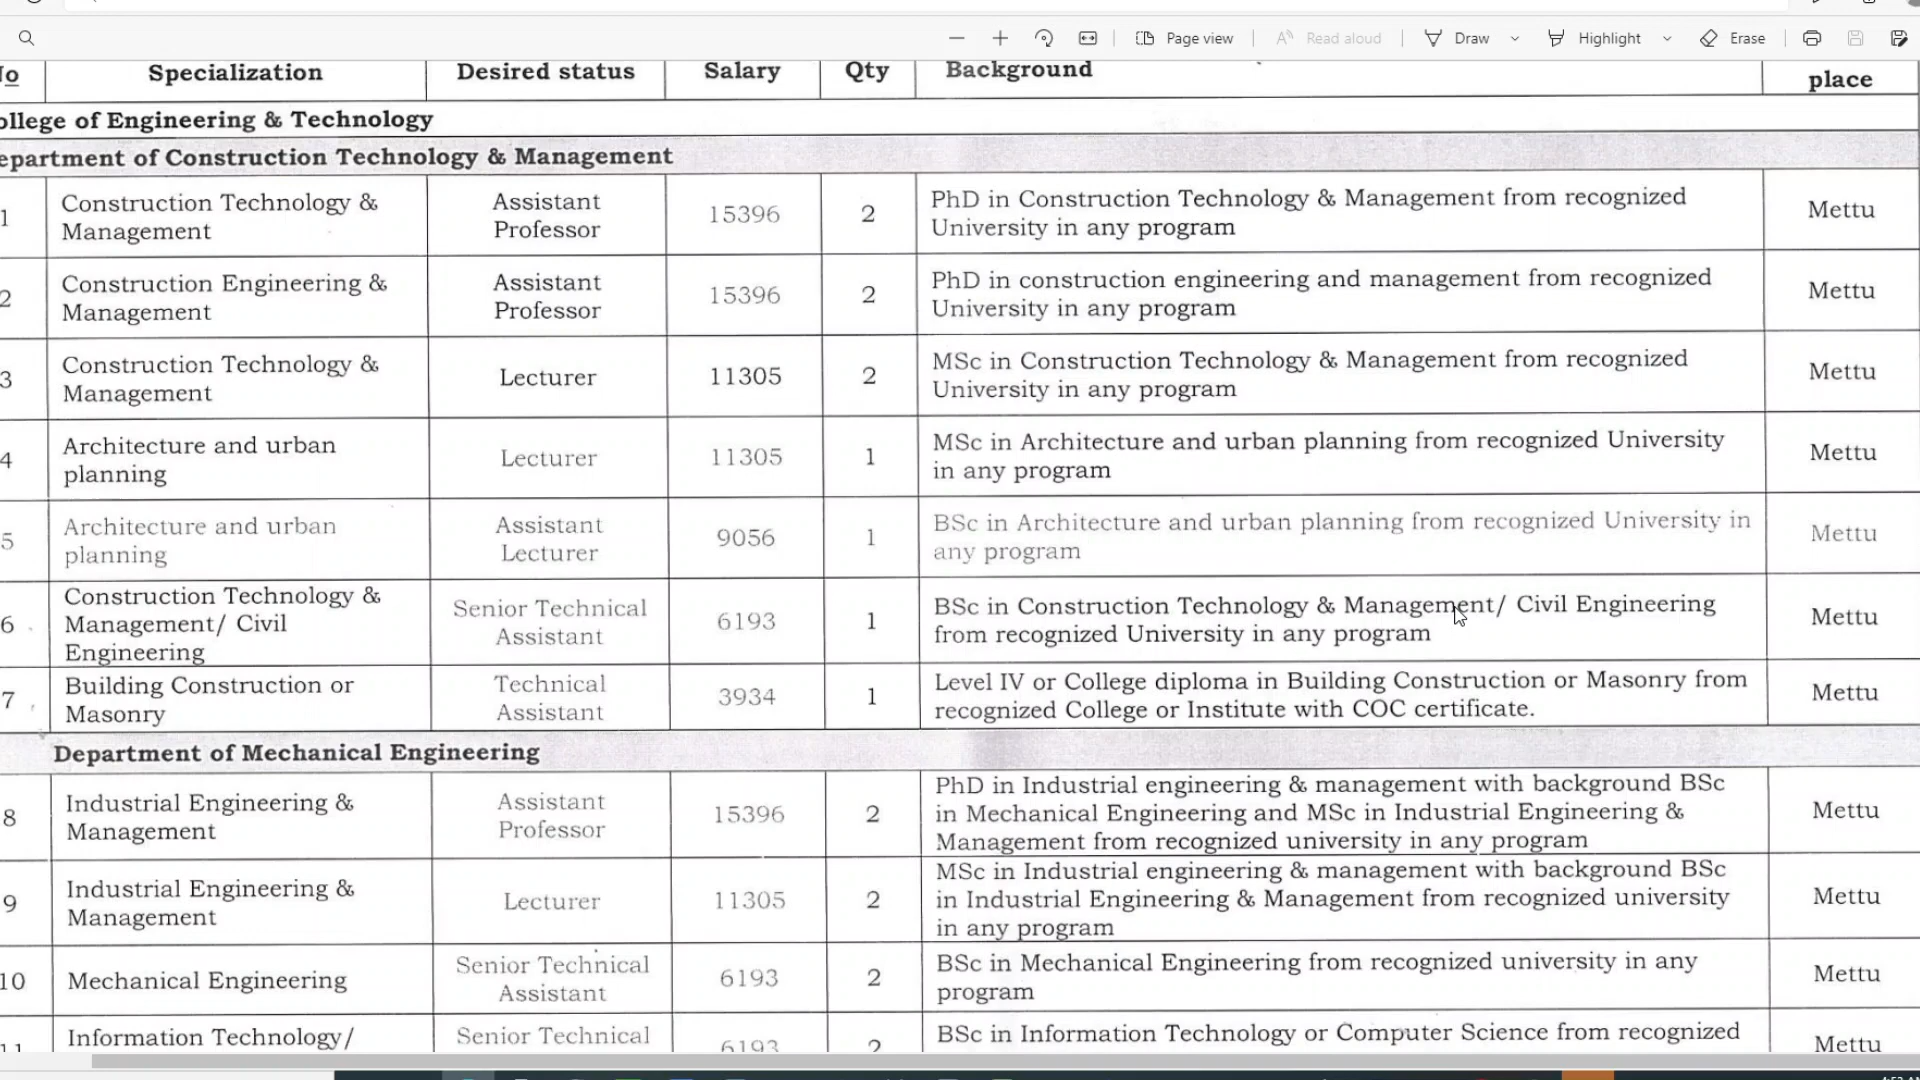 Page view
Read aloud
Draw
Highlight
Erase
Specialization Desired status Salary Qty Background place
College of Engineering & Technology
Department of Construction Technology & Management
1 Construction Technology & Management Assistant Professor 15396 2 PhD in Construction Technology & Management from recognized University in any program Mettu
2 Construction Engineering & Management Assistant Professor 15396 2 PhD in construction engineering and management from recognized University in any program Mettu
3 Construction Technology & Management Lecturer 11305 2 MSc in Construction Technology & Management from recognized University in any program Mettu
4 Architecture and urban planning Lecturer 11305 1 MSc in Architecture and urban planning from recognized University in any program Mettu
5 Architecture and urban planning Assistant Lecturer 9056 1 BSc in Architecture and urban planning from recognized University in any program Mettu
6 Construction Technology & Management/ Civil Engineering Senior Technical Assistant 6193 1 BSc in Construction Technology & Management/ Civil Engineering from recognized University in any program Mettu
7 Building Construction or Masonry Technical Assistant 3934 1 Level IV or College diploma in Building Construction or Masonry from recognized College or Institute with COC certificate. Mettu
Department of Mechanical Engineering
8 Industrial Engineering & Management Assistant Professor 15396 2 PhD in Industrial engineering & management with background BSc in Mechanical Engineering and MSc in Industrial Engineering & Management from recognized university in any program Mettu
9 Industrial Engineering & Management Lecturer 11305 2 MSc in Industrial engineering & management with background BSc in Industrial Engineering & Management from recognized university in any program Mettu
10 Mechanical Engineering Senior Technical Assistant 6193 2 BSc in Mechanical Engineering from recognized university in any program Mettu
11 Information Technology/ Senior Technical 6193 2 BSc in Information Technology or Computer Science from recognized Mettu